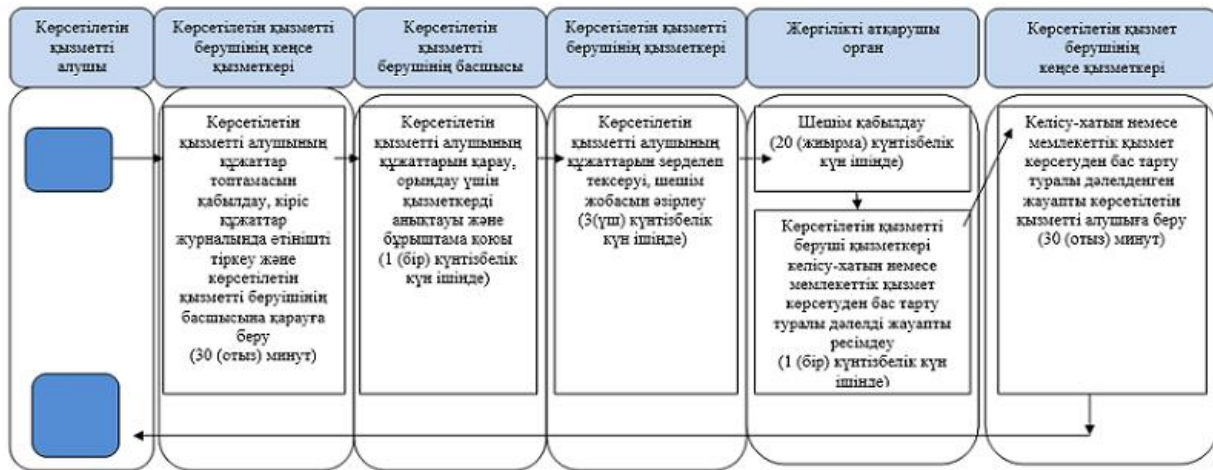 Көрсетілетін
қызметті
алушы
Көрсетілетін қызметті
берушінің кеңсе
қызметкері
Көрсетілетін
қызметті
берушінің басшысы
Көрсетілетін қызметті
берушінің қызметкері
Жергілікті атқарушы
орган
Көрсетілетін қызмет
берушінің
кеңсе қызметкері
Көрсетілетін
қызметті алушының
құжаттар
топтамасын
қабылдау, кіріс
құжаттар
журналында өтінішті
тіркеу және
көрсетілетін
қызметті беруішінің
басшысына қарауға
беру
(30 (отыз) минут)
Көрсетілетін
қызметті алушының
құжаттарын қарау,
орындау үшін
қызметкерді
анықтауы және
бұрыштама қоюы
(1 (бір) күнтізбелік
күн ішінде)
Көрсетілетін
қызметті алушының
құжаттарын зерделеп
тексеруі, шешім
жобасын әзірлеу
(3(үш) күнтізбелік
күн ішінде)
Шешім қабылдау
(20 (жиырма) күнтізбелік
күн ішінде)
Көрсетілетін қызметті
беруші қызметкері
келісу-хатын немесе
мемлекеттік қызмет
көрсетуден бас тарту
туралы дәлелді жауапты
ресімдеу
(1 (бір) күнтізбелік күн
ішінде)
Келісу-хатын немесе
мемлекеттік қызмет
көрсетуден бас тарту
туралы дәлелденген
жауапты көрсетілетін
қызметті алушыға беру
(30 (отыз) минут)